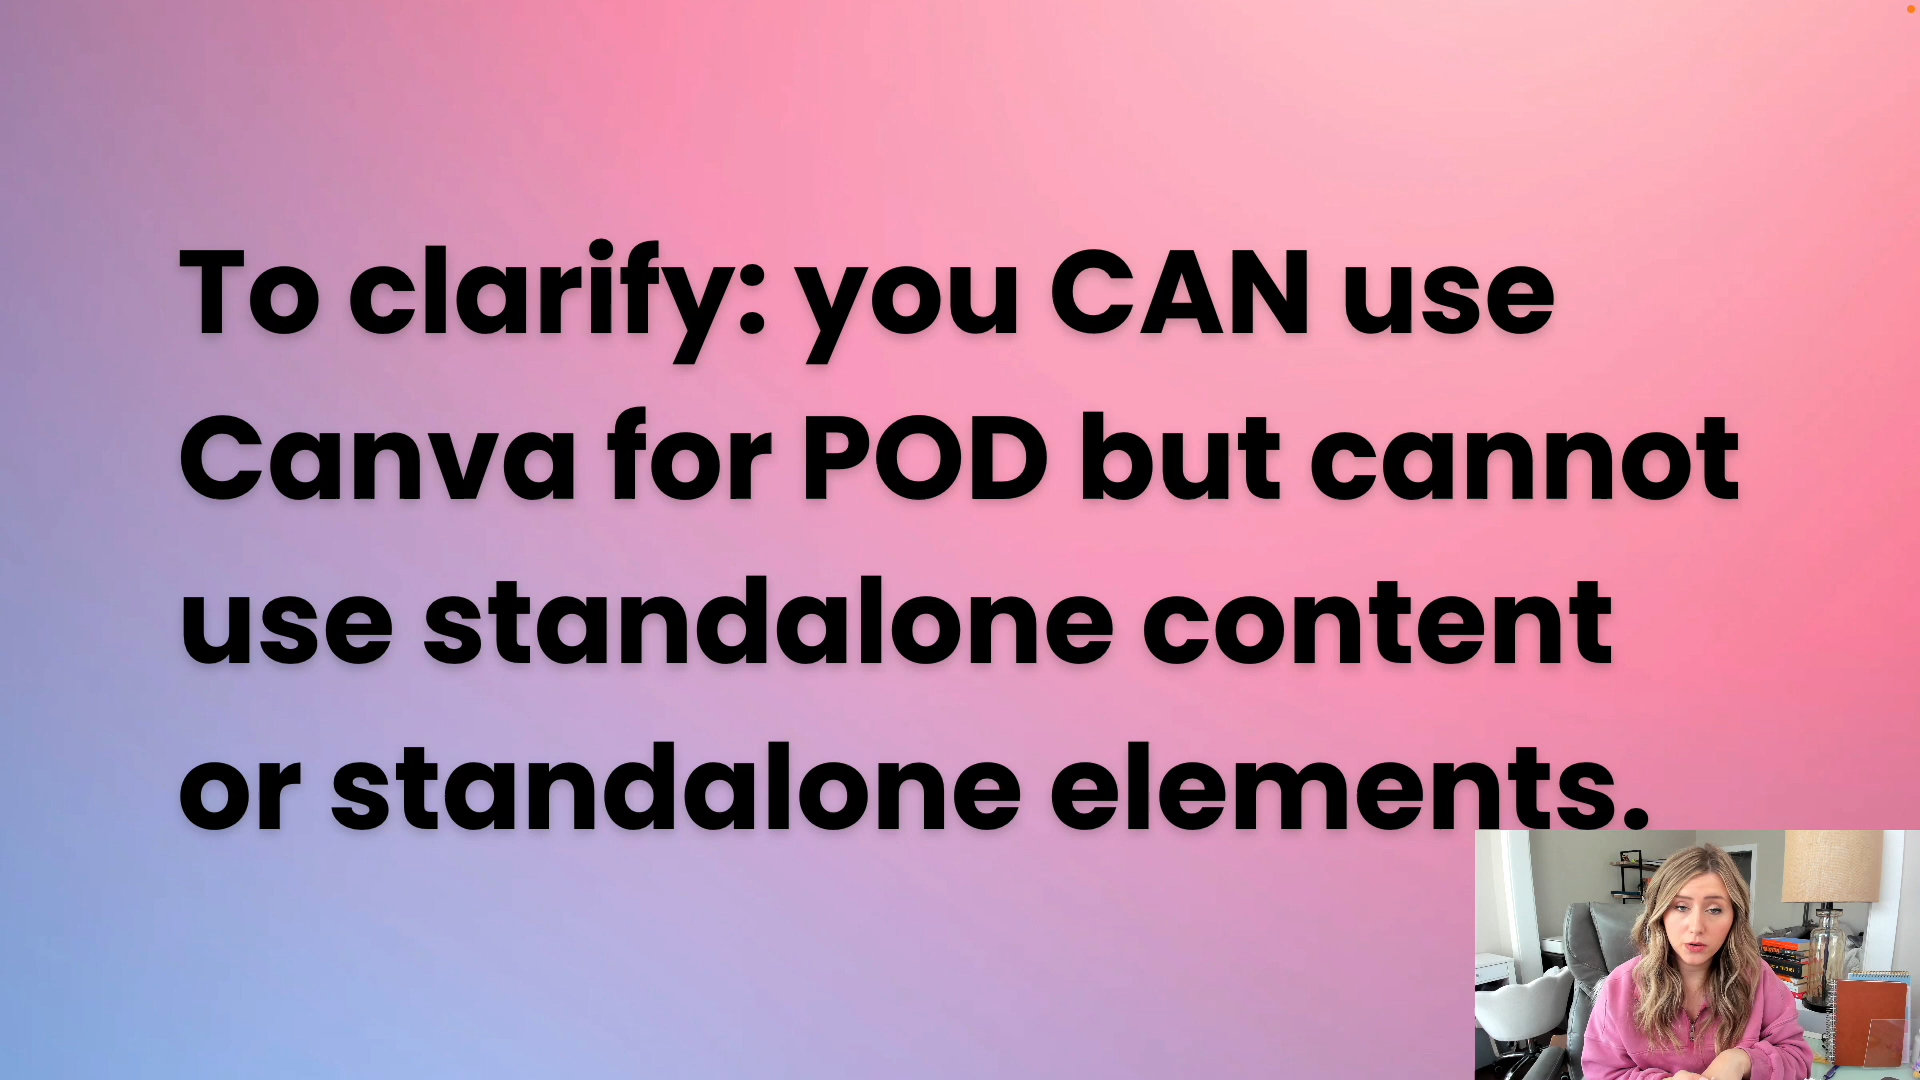 To clarify: you CAN use
Canva for POD but cannot
use standalone content
or standalone elements.